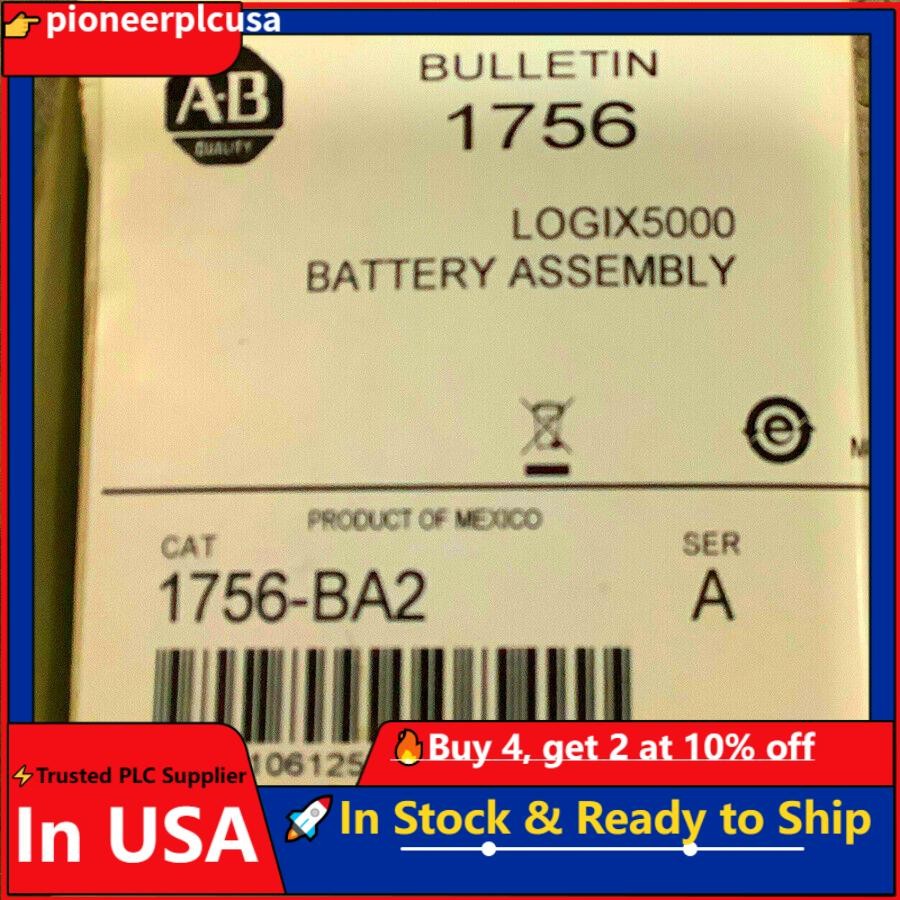 👉pioneerplcusa
A·B
QUALITY
BULLETIN
1756
LOGIX5000
BATTERY ASSEMBLY
e
PRODUCT OF MEXICO
CAT
SER
1756-BA2
A
106125
🔥Buy 4, get 2 at 10% off
⚡Trusted PLC Supplier
In USA
🚀In Stock & Ready to Ship